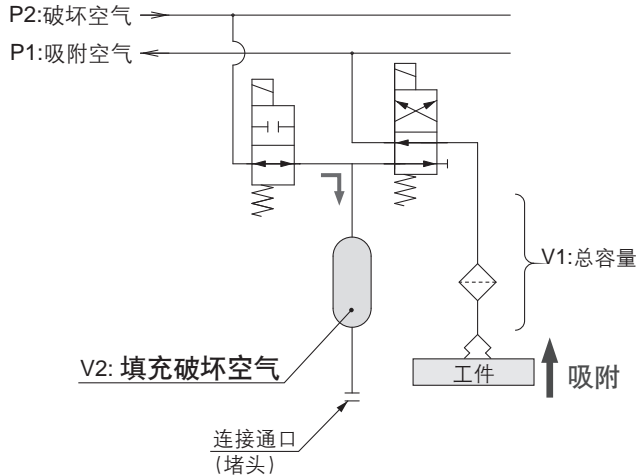 P2:破坏空气
P1:吸附空气
V1:总容量
V2: 填充破坏空气
工件
吸附
连接通口
(堵头)